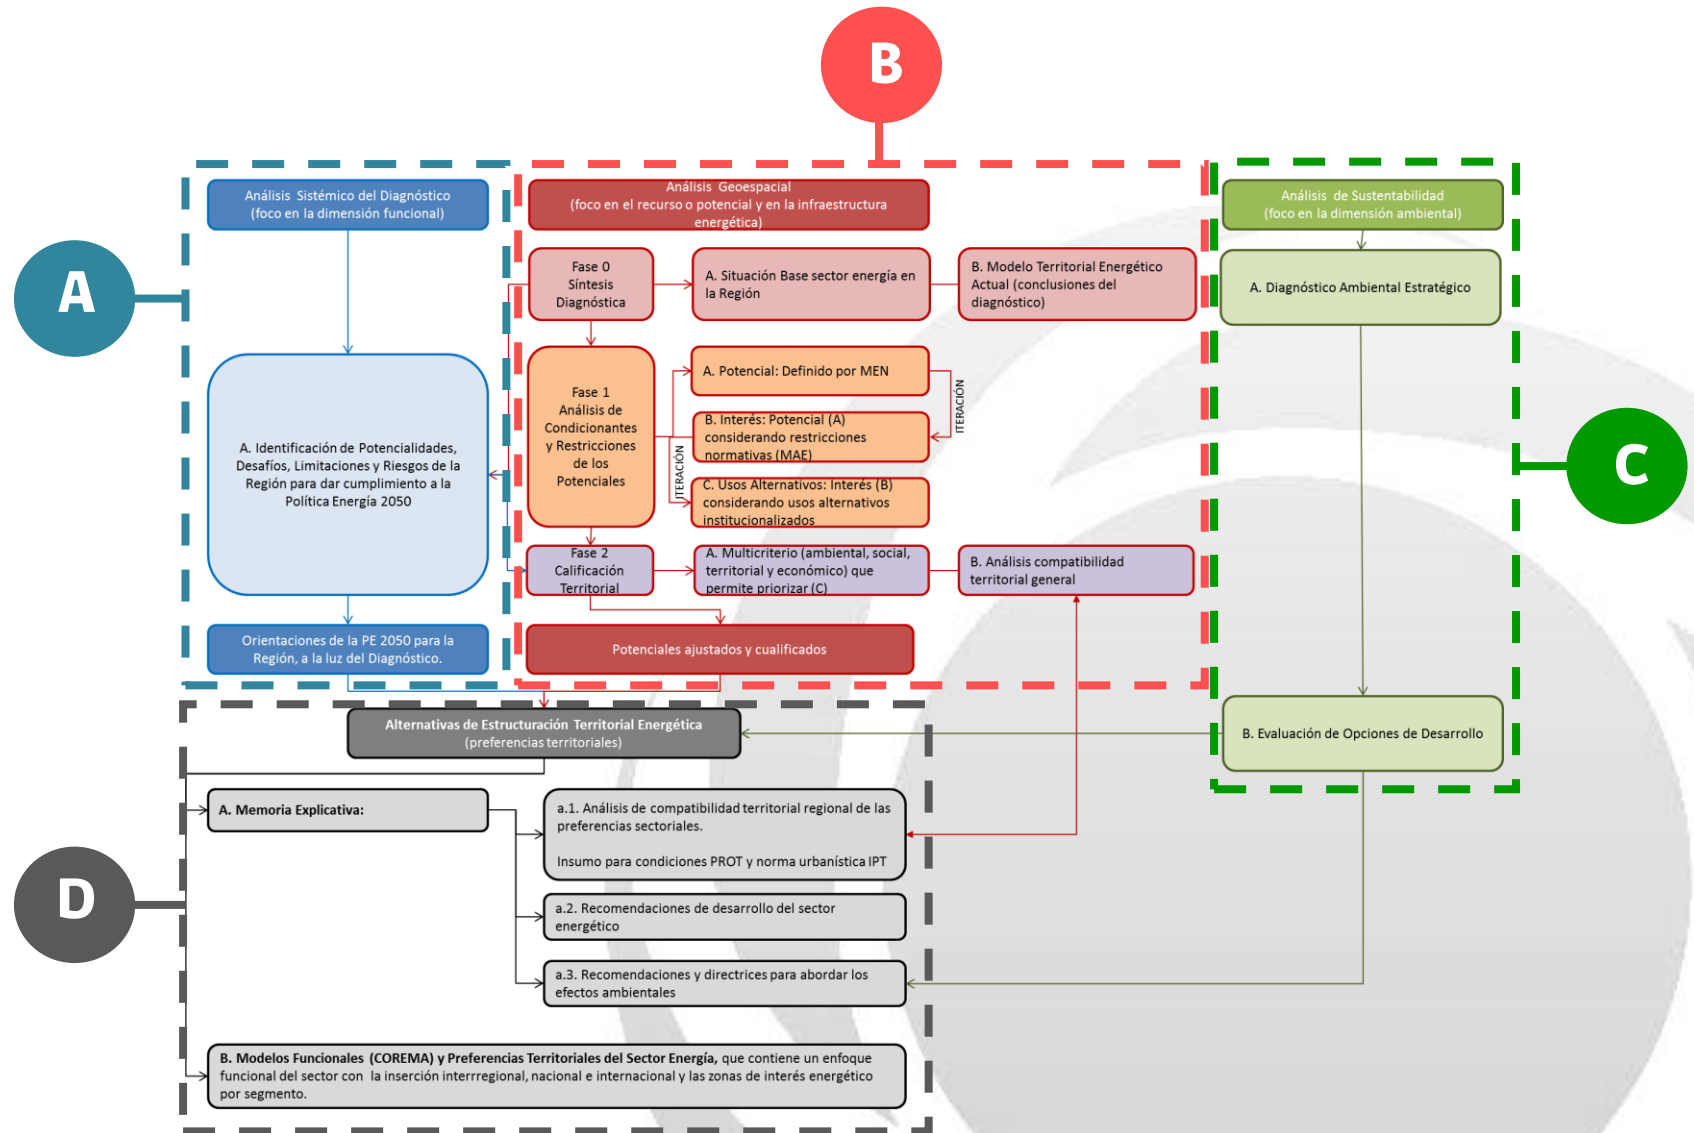 B
A
C
D
Análisis Sistémico del Diagnóstico
(foco en la dimensión funcional)
A. Identificación de Potencialidades,
Desafíos, Limitaciones y Riesgos de la
Región para dar cumplimiento a la
Política Energía 2050
Orientaciones de la PE 2050 para la
Región, a la luz del Diagnóstico.
Análisis Geoespacial
(foco en el recurso o potencial y en la infraestructura
energética)
Fase 0
Síntesis
Diagnóstica
A. Situación Base sector energía en
la Región
B. Modelo Territorial Energético
Actual (conclusiones del
diagnóstico)
Fase 1
Análisis de
Condicionantes
y Restricciones
de los
Potenciales
A. Potencial: Definido por MEN
B. Interés: Potencial (A)
considerando restricciones
normativas (MAE)
C. Usos Alternativos: Interés (B)
considerando usos alternativos
institucionalizados
ITERACIÓN
ITERACIÓN
Fase 2
Calificación
Territorial
A. Multicriterio (ambiental, social,
territorial y económico) que
permite priorizar (C)
B. Análisis compatibilidad
territorial general
Potenciales ajustados y cualificados
Análisis de Sustentabilidad
(foco en la dimensión ambiental)
A. Diagnóstico Ambiental Estratégico
B. Evaluación de Opciones de Desarrollo
Alternativas de Estructuración Territorial Energética
(preferencias territoriales)
A. Memoria Explicativa:
a.1. Análisis de compatibilidad territorial regional de las
preferencias sectoriales.
Insumo para condiciones PROT y norma urbanística IPT
a.2. Recomendaciones de desarrollo del sector
energético
a.3. Recomendaciones y directrices para abordar los
efectos ambientales
B. Modelos Funcionales (COREMA) y Preferencias Territoriales del Sector Energía, que contiene un enfoque
funcional del sector con la inserción interrregional, nacional e internacional y las zonas de interés energético
por segmento.